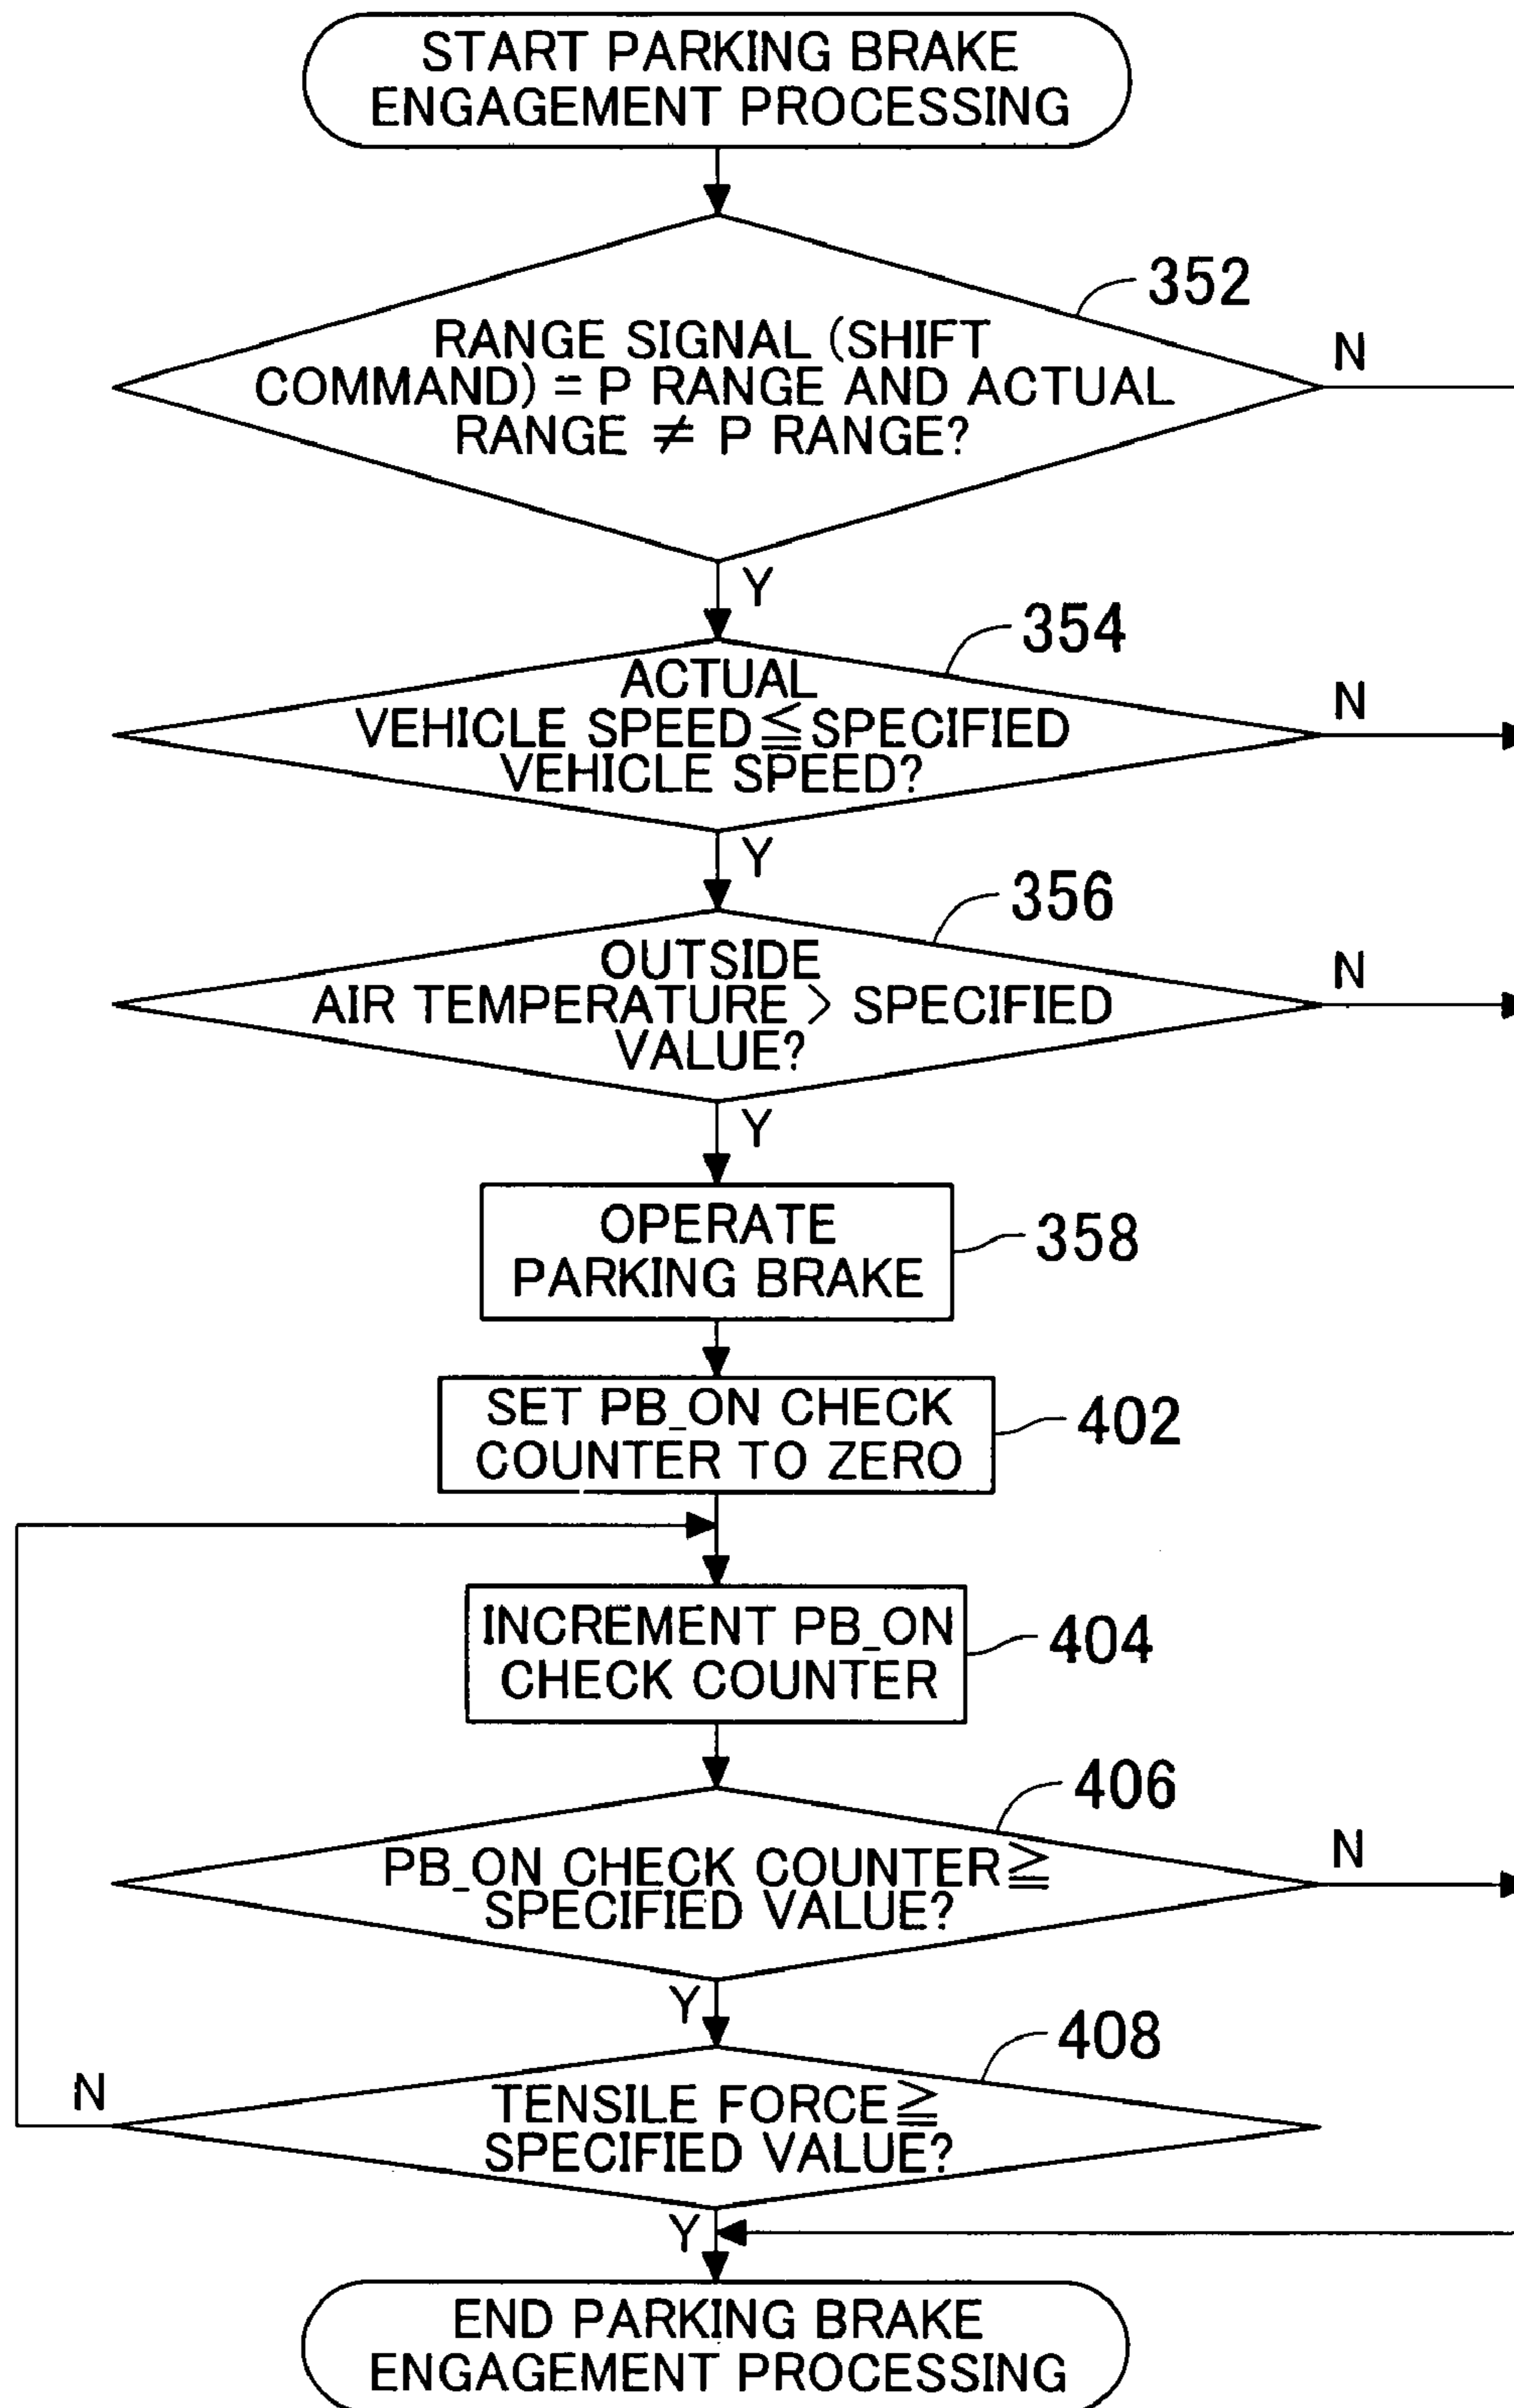 START PARKING BRAKE
ENGAGEMENT PROCESSING
352
RANGE SIGNAL (SHIFT
COMMAND) = P RANGE AND ACTUAL
RANGE ≠ P RANGE?
N
Y
354
ACTUAL
VEHICLE SPEED≦SPECIFIED
VEHICLE SPEED?
N
Y
356
OUTSIDE
AIR TEMPERATURE > SPECIFIED
VALUE?
N
Y
OPERATE
PARKING BRAKE
358
SET PB_ON CHECK
COUNTER TO ZERO
402
INCREMENT PB_ON
CHECK COUNTER
404
406
PB_ON CHECK COUNTER≧
SPECIFIED VALUE?
N
Y
408
N
TENSILE FORCE≧
SPECIFIED VALUE?
Y
END PARKING BRAKE
ENGAGEMENT PROCESSING